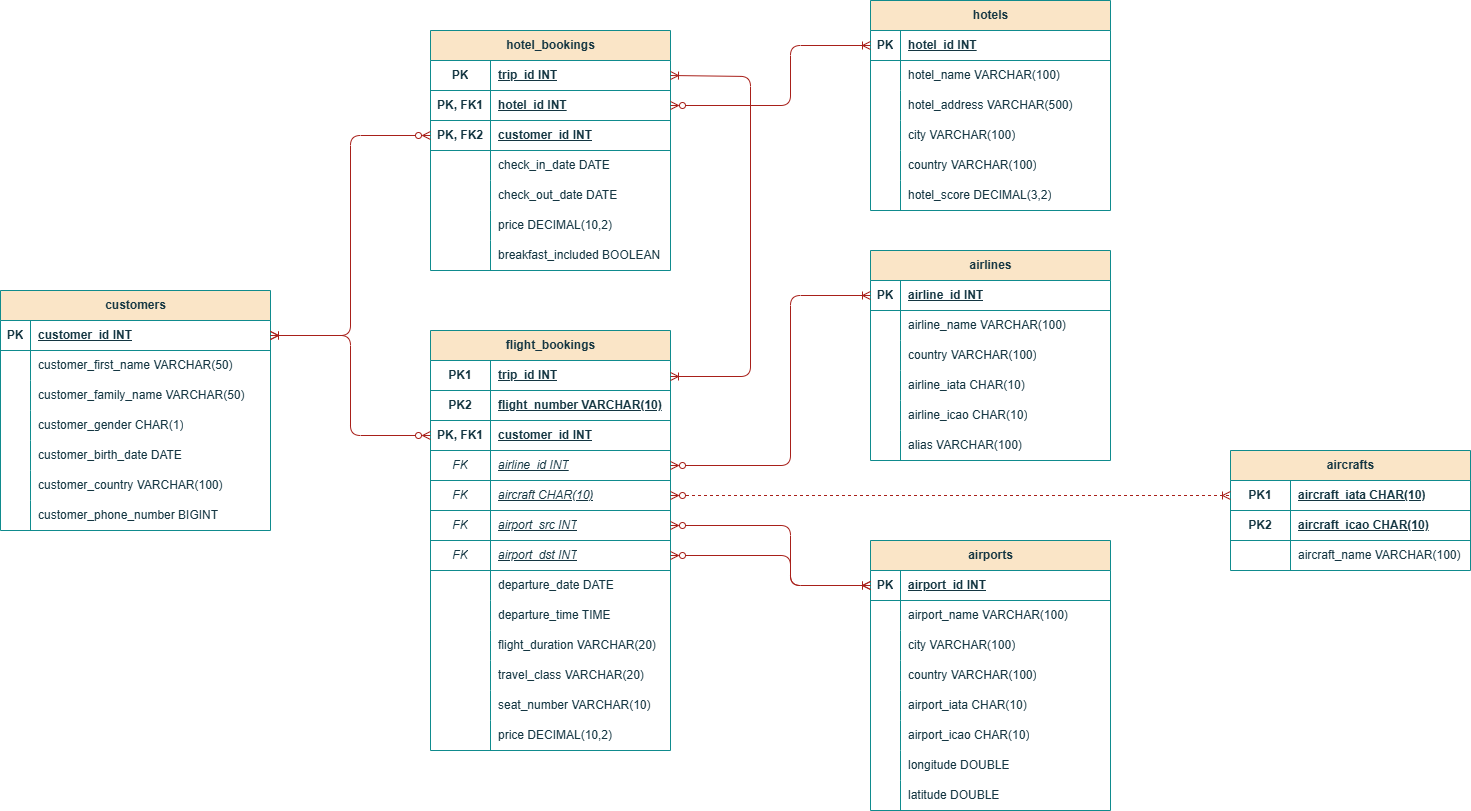 hotels
PK hotel_id INT
hotel_name VARCHAR(100)
hotel_address VARCHAR(500)
city VARCHAR(100)
country VARCHAR(100)
hotel_score DECIMAL(3,2)
hotel_bookings
PK trip_id INT
PK, FK1 hotel_id INT
PK, FK2 customer_id INT
check_in_date DATE
check_out_date DATE
price DECIMAL(10,2)
breakfast_included BOOLEAN
airlines
PK airline_id INT
airline_name VARCHAR(100)
country VARCHAR(100)
airline_iata CHAR(10)
airline_icao CHAR(10)
alias VARCHAR(100)
customers
PK customer_id INT
customer_first_name VARCHAR(50)
customer_family_name VARCHAR(50)
customer_gender CHAR(1)
customer_birth_date DATE
customer_country VARCHAR(100)
customer_phone_number BIGINT
flight_bookings
PK1 trip_id INT
PK2 flight_number VARCHAR(10)
PK, FK1 customer_id INT
FK airline_id INT
FK aircraft CHAR(10)
FK airport_src INT
FK airport_dst INT
departure_date DATE
departure_time TIME
flight_duration VARCHAR(20)
travel_class VARCHAR(20)
seat_number VARCHAR(10)
price DECIMAL(10,2)
aircrafts
PK1 aircraft_iata CHAR(10)
PK2 aircraft_icao CHAR(10)
aircraft_name VARCHAR(100)
airports
PK airport_id INT
airport_name VARCHAR(100)
city VARCHAR(100)
country VARCHAR(100)
airport_iata CHAR(10)
airport_icao CHAR(10)
longitude DOUBLE
latitude DOUBLE